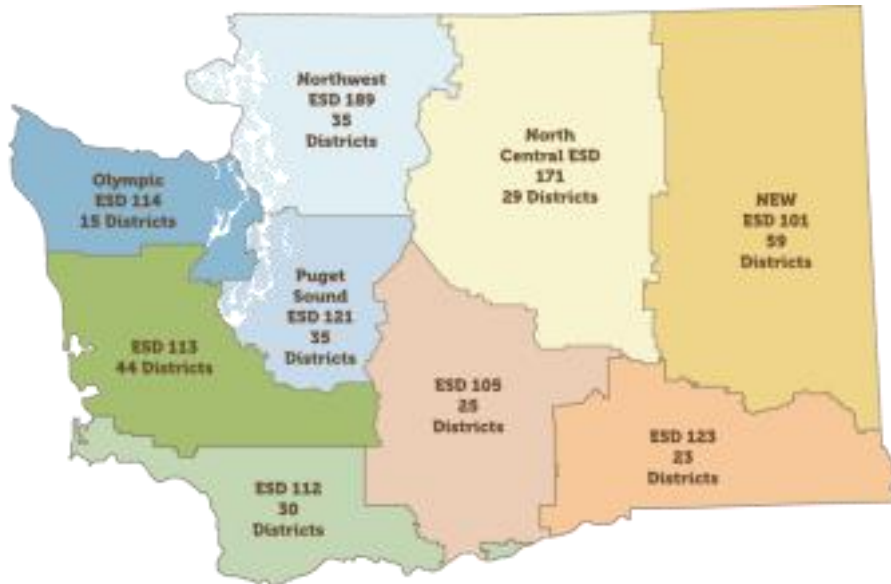 Northwest
ESD 189
35
Districts
North
Central ESD
171
29 Districts
Olympic
ESD 114
15 Districts
NEW
ESD 101
59
Districts
Puget
Sound
ESD 121
35
Districts
ESD 113
44 Districts
ESD 105
25
Districts
ESD 123
23
Districts
ESD 112
30
Districts